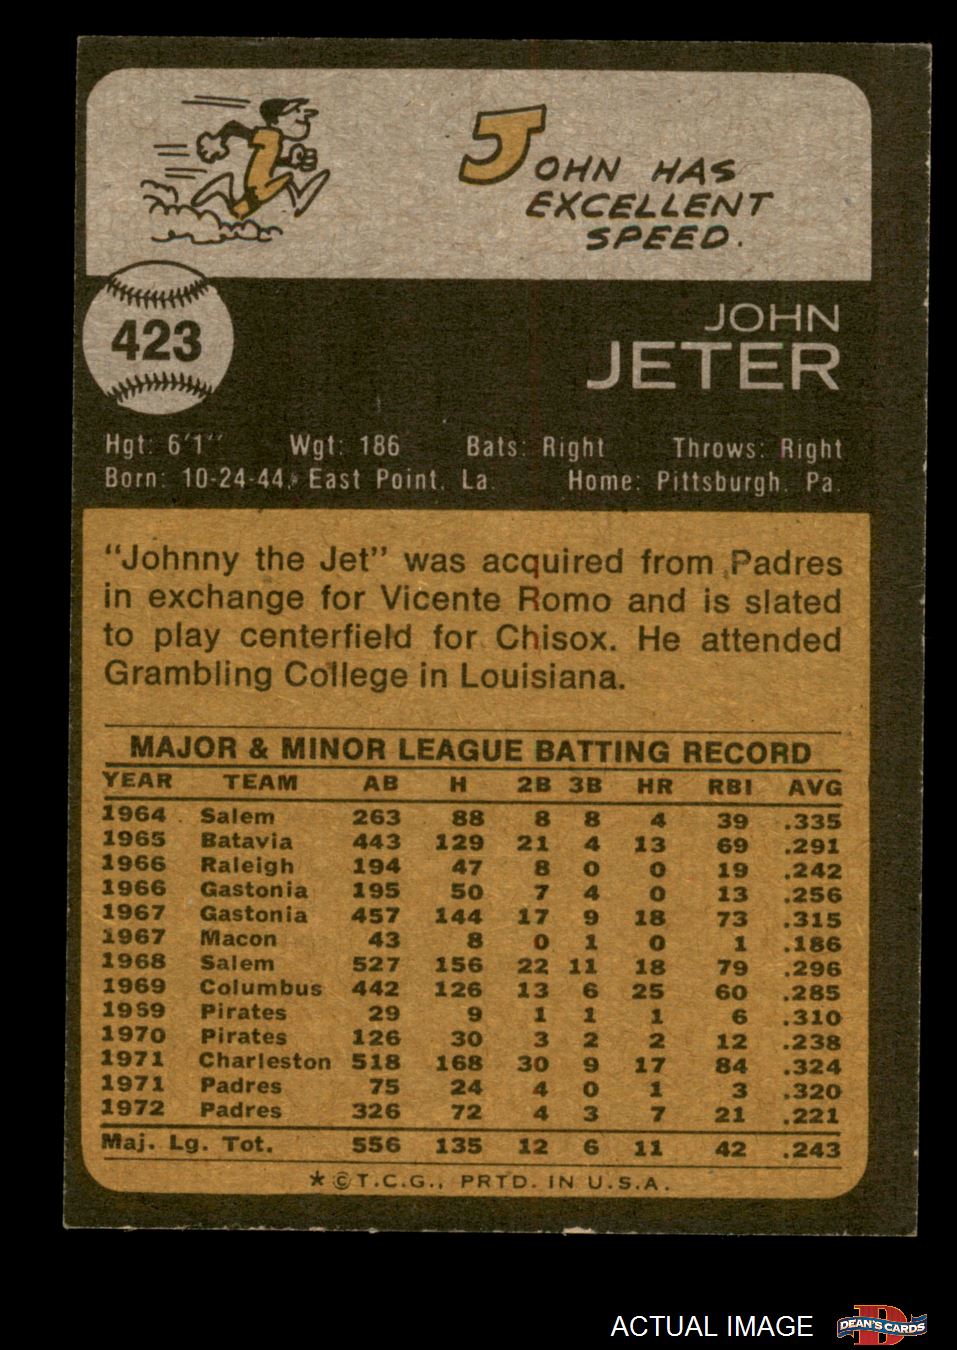 JOHN HAS
EXCELLENT
SPEED.
423
JOHN
JETER
Hgt: 6'1" Wgt: 186 Bats: Right Throws: Right
Born: 10-24-44, East Point, La. Home: Pittsburgh, Pa.
"Johnny the Jet" was acquired from Padres
in exchange for Vicente Romo and is slated
to play centerfield for Chisox. He attended
Grambling College in Louisiana.
MAJOR & MINOR LEAGUE BATTING RECORD
YEAR TEAM AB H 2B 3B HR RBI AVG
1964 Salem 263 88 8 8 4 39 .335
1965 Batavia 443 129 21 4 13 69 .291
1966 Raleigh 194 47 8 0 0 19 .242
1966 Gastonia 195 50 7 4 0 13 .256
1967 Gastonia 457 144 17 9 18 73 .315
1967 Macon 43 8 0 1 0 1 .186
1968 Salem 527 156 22 11 18 79 .296
1969 Columbus 442 126 13 6 25 60 .285
1959 Pirates 29 9 1 1 1 6 .310
1970 Pirates 126 30 3 2 2 12 .238
1971 Charleston 518 168 30 9 17 84 .324
1971 Padres 75 24 4 0 1 3 .320
1972 Padres 326 72 4 3 7 21 .221
Maj. Lg. Tot. 556 135 12 6 11 42 .243
*©T.C.G., PRTD. IN U.S.A.
ACTUAL IMAGE
D
DEAN'S CARDS